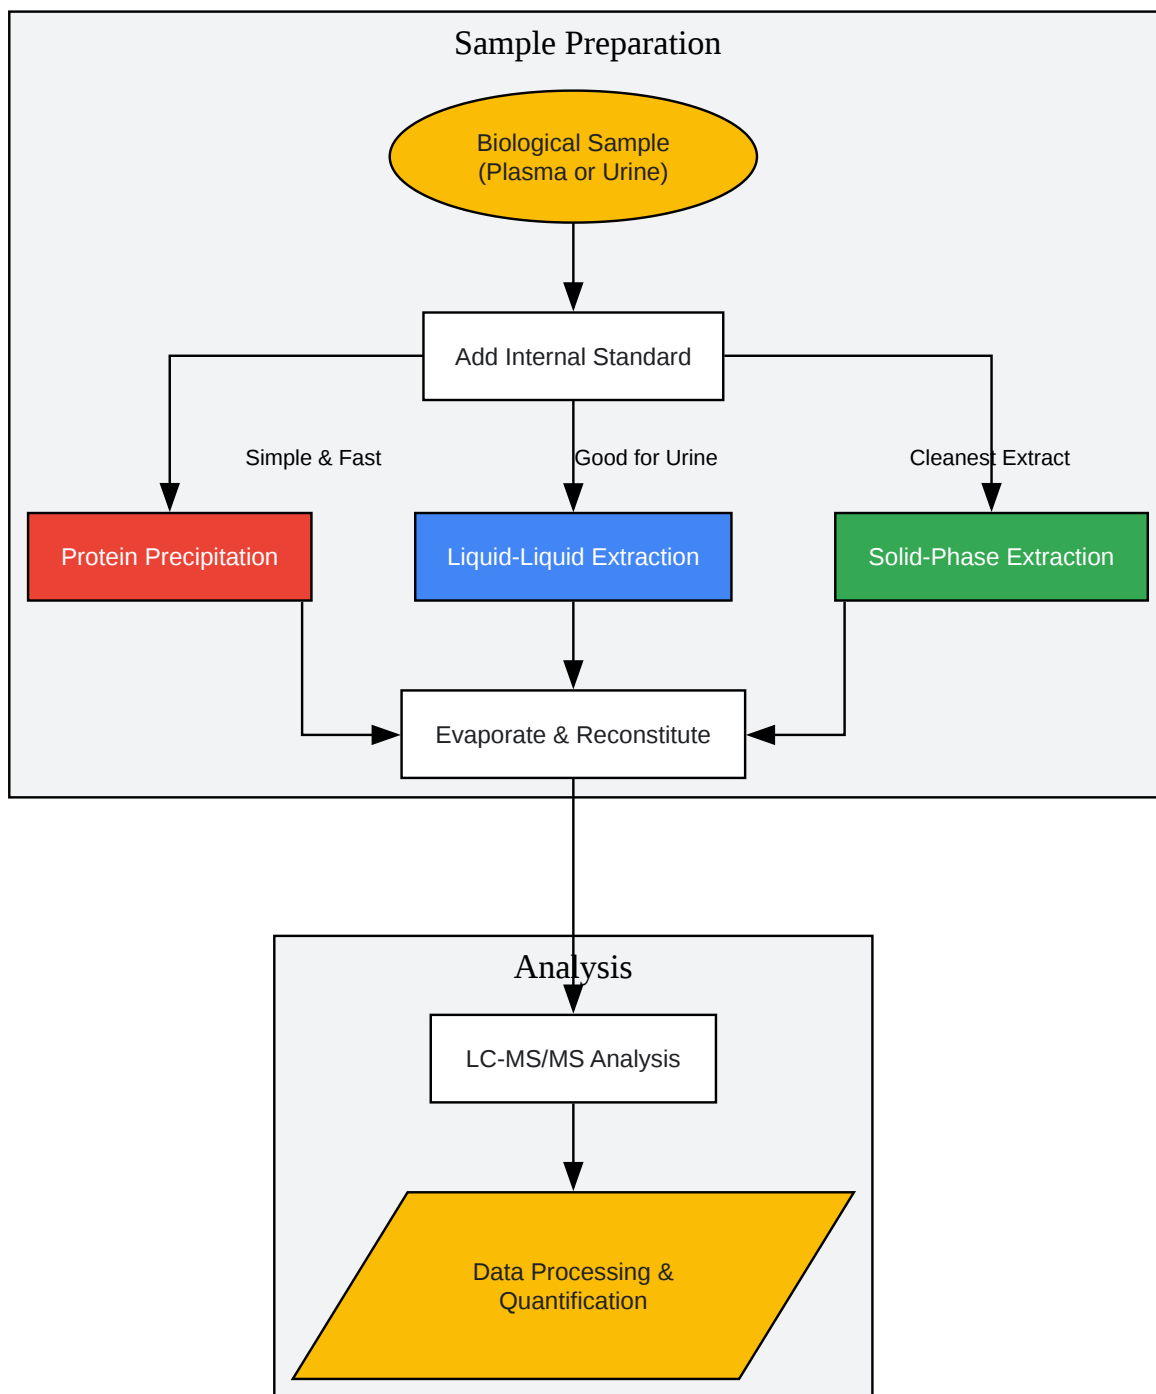 Sample Preparation
Biological Sample
(Plasma or Urine)
Add Internal Standard
Simple & Fast
Good for Urine
Cleanest Extract
Protein Precipitation
Liquid-Liquid Extraction
Solid-Phase Extraction
Evaporate & Reconstitute
Analysis
LC-MS/MS Analysis
Data Processing &
Quantification